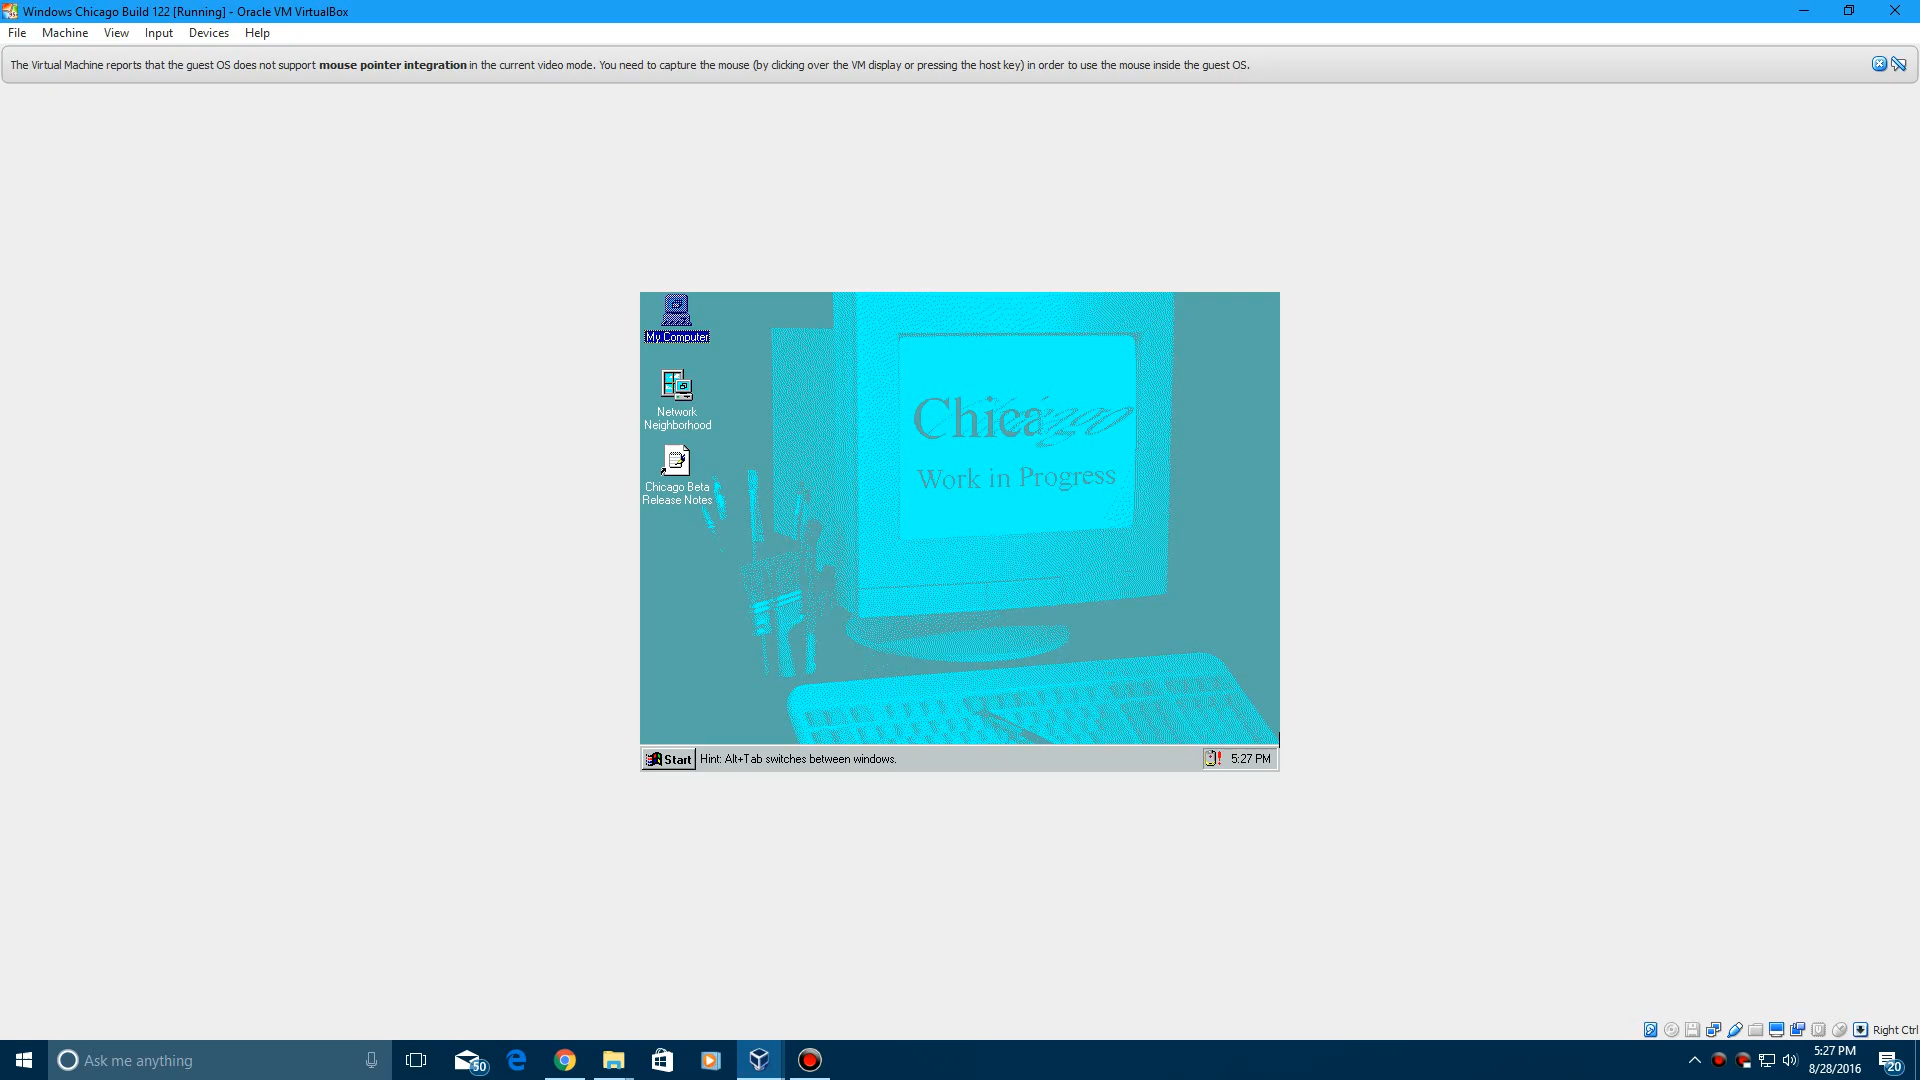 Windows Chicago Build 122 [Running] - Oracle VM VirtualBox
File Machine View Input Devices Help
The Virtual Machine reports that the guest OS does not support mouse pointer integration in the current video mode. You need to capture the mouse (by clicking over the VM display or pressing the host key) in order to use the mouse inside the guest OS.
My Computer
Network
Neighborhood
Chicago Beta
Release Notes
Chicago
Work in Progress
Start Hint: Alt+Tab switches between windows. 5:27 PM
Right Ctrl
Ask me anything 50 5:27 PM
8/28/2016 20